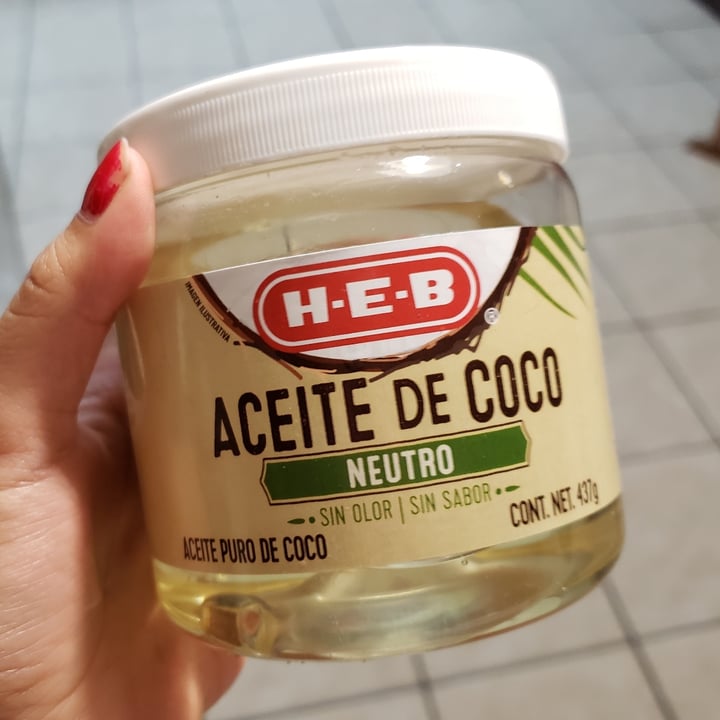 H-E-B
®
IMAGEN ILUSTRATIVA
ACEITE DE COCO
NEUTRO
SIN OLOR | SIN SABOR
CONT. NET. 437g
ACEITE PURO DE COCO